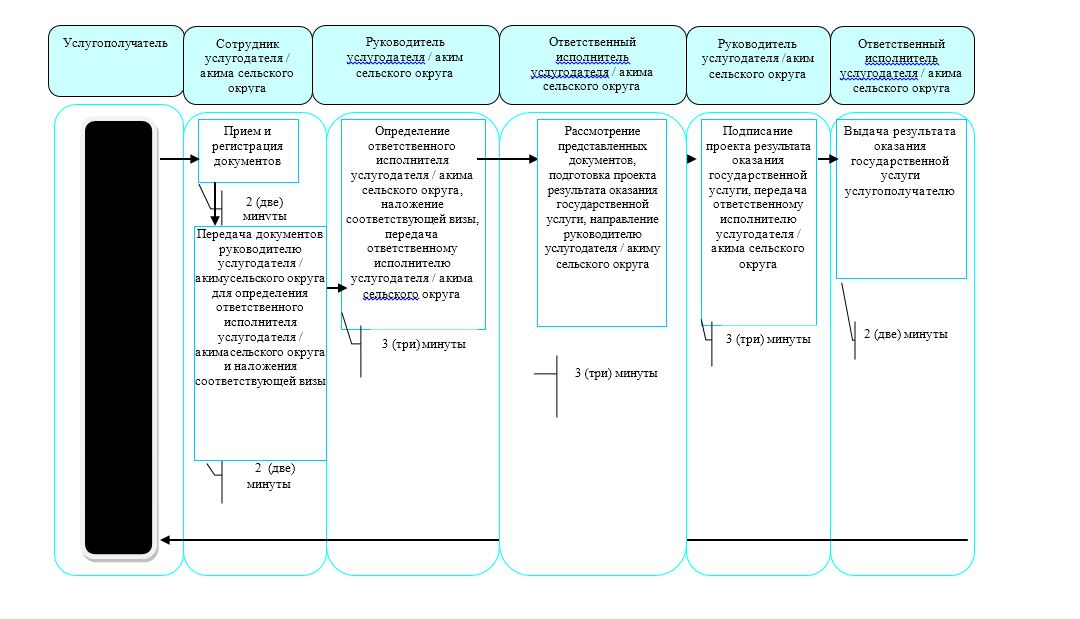 Услугополучатель
Сотрудник
услугодателя /
акима сельского
округа
Руководитель
услугодателя / аким
сельского округа
Ответственный
исполнитель
услугодателя / акима
сельского округа
Руководитель
услугодателя /аким
сельского округа
Ответственный
исполнитель
услугодателя / акима
сельского округа
Прием и
регистрация
документов
2 (две)
минуты
Передача документов
руководителю
услугодателя /
акимусельского округа
для определения
ответственного
исполнителя
услугодателя /
акимасельского округа
и наложения
соответствующей визы
2 (две)
минуты
Определение
ответственного
исполнителя
услугодателя / акима
сельского округа,
наложение
соответствующей визы,
передача
ответственному
исполнителю
услугодателя / акима
сельского округа
3 (три) минуты
Рассмотрение
представленных
документов,
подготовка проекта
результата оказания
государственной
услуги, направление
руководителю
услугодателя / акиму
сельского округа
3 (три) минуты
Подписание
проекта результата
оказания
государственной
услуги, передача
ответственному
исполнителю
услугодателя /
акима сельского
округа
3 (три) минуты
Выдача результата
оказания
государственной
услуги
услугополучателю
2 (две) минуты